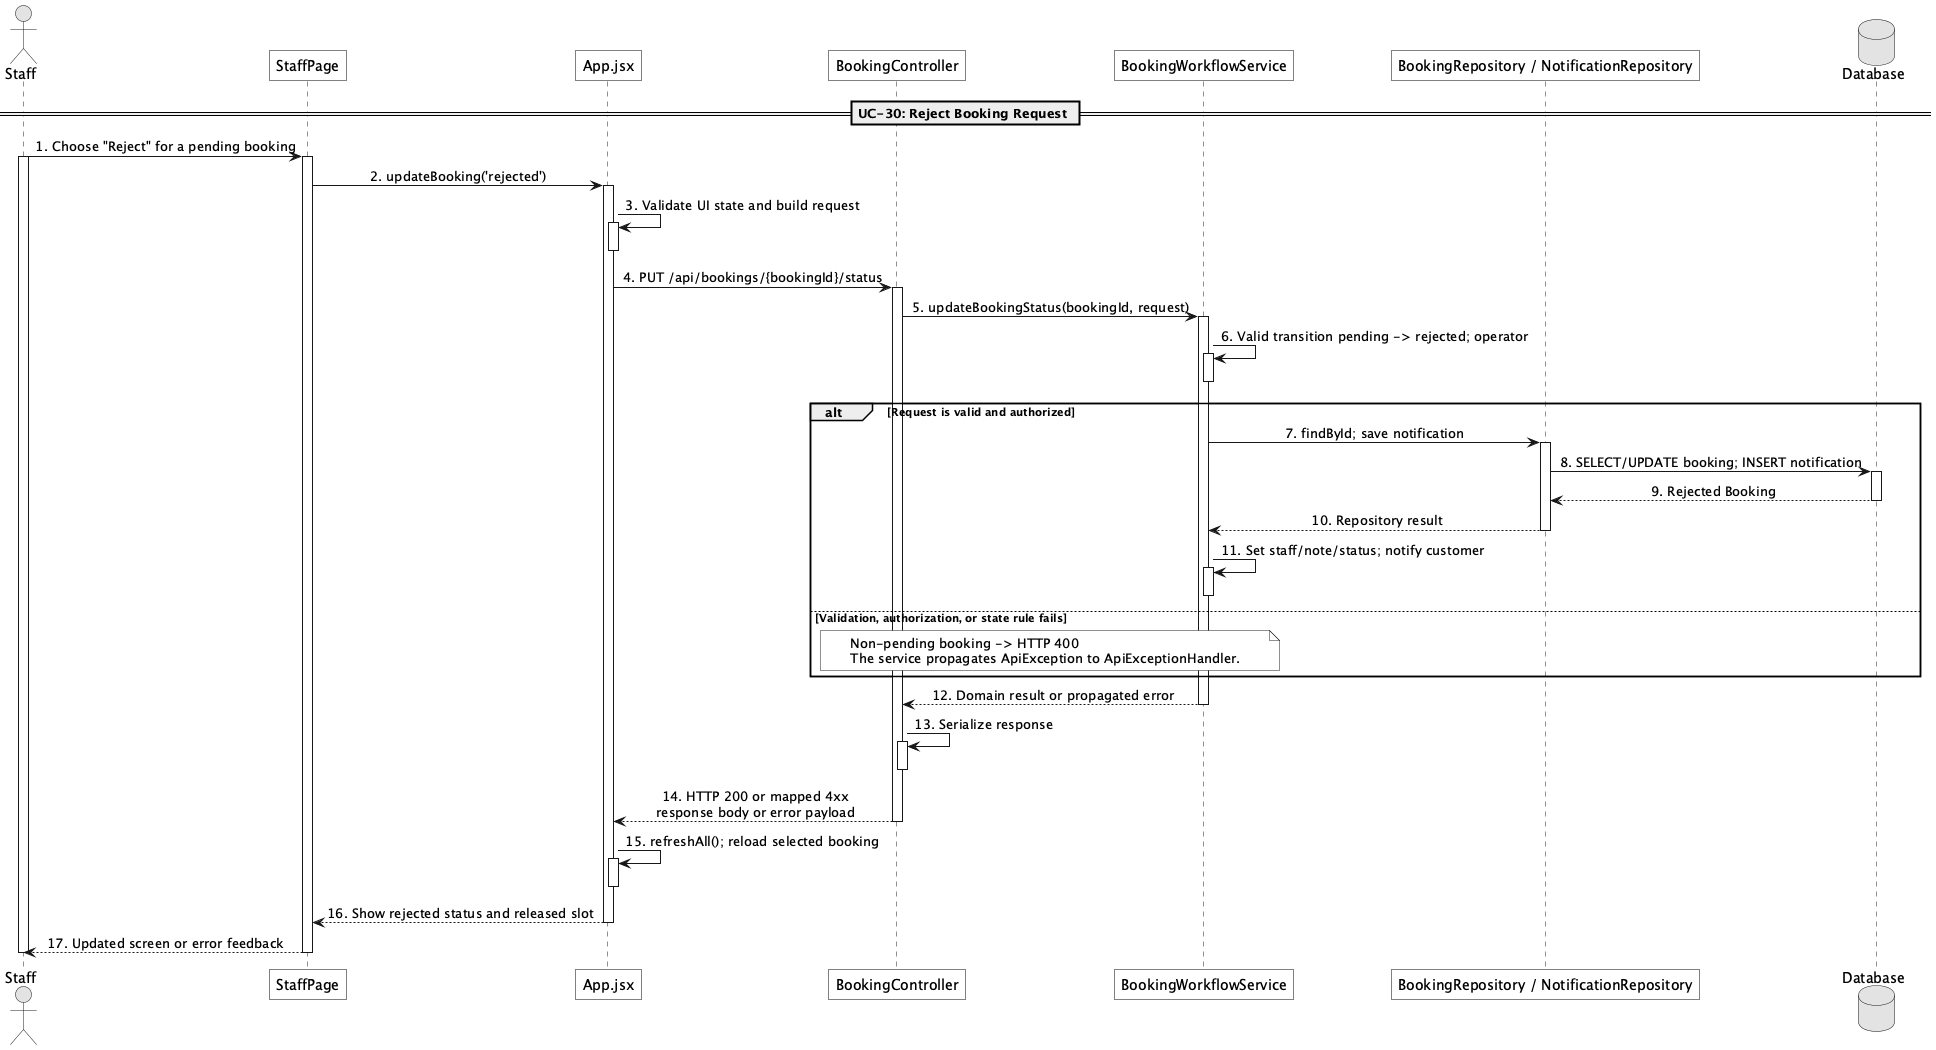 Staff
StaffPage
App.jsx
BookingController
BookingWorkflowService
BookingRepository / NotificationRepository
Database
UC-30: Reject Booking Request
1. Choose "Reject" for a pending booking
2. updateBooking('rejected')
3. Validate UI state and build request
4. PUT /api/bookings/{bookingId}/status
5. updateBookingStatus(bookingId, request)
6. Valid transition pending -> rejected; operator
alt
[Request is valid and authorized]
7. findById; save notification
8. SELECT/UPDATE booking; INSERT notification
9. Rejected Booking
10. Repository result
11. Set staff/note/status; notify customer
[Validation, authorization, or state rule fails]
Non-pending booking -> HTTP 400
The service propagates ApiException to ApiExceptionHandler.
12. Domain result or propagated error
13. Serialize response
14. HTTP 200 or mapped 4xx
response body or error payload
15. refreshAll(); reload selected booking
16. Show rejected status and released slot
17. Updated screen or error feedback
Staff
StaffPage
App.jsx
BookingController
BookingWorkflowService
BookingRepository / NotificationRepository
Database